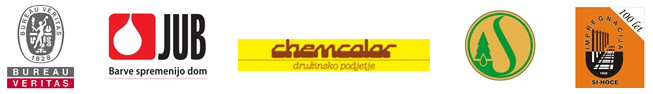 BUREAU VERITAS
1828
BUREAU
VERITAS
JUB
Barve spremenijo dom
chemcolor
družinsko podjetje
S
100 let
IMPREGNACIJA
1906
SI-HOČE